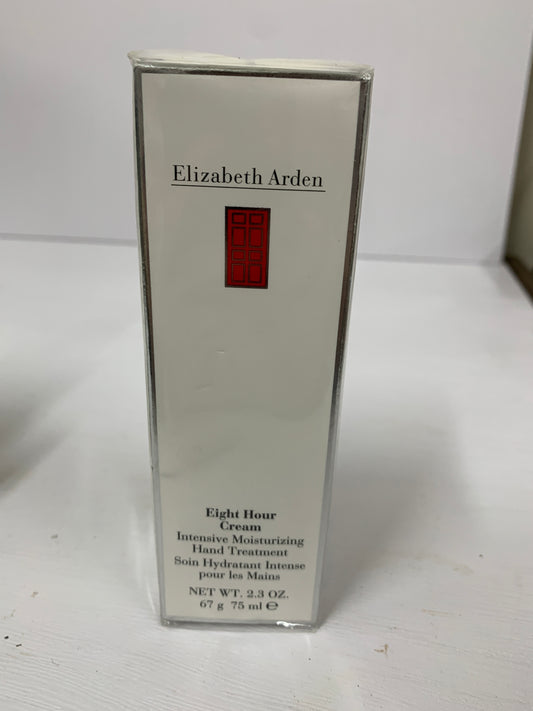 Elizabeth Arden
Eight Hour
Cream
Intensive Moisturizing
Hand Treatment
Soin Hydratant Intense
pour les Mains
NET WT. 2.3 OZ.
67 g 75 ml ℮